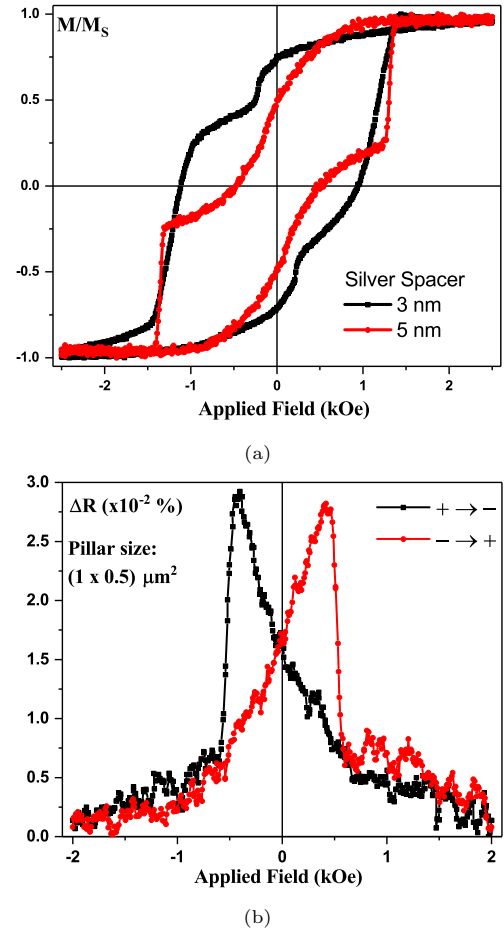 M/M_S
1.0
0.5
0.0
-0.5
-1.0
Silver Spacer
3 nm
5 nm
-2 -1 0 1 2
Applied Field (kOe)
(a)
3.0
ΔR (x10⁻² %)
+ → -
2.5
Pillar size:
- → +
(1 x 0.5) μm²
2.0
1.5
1.0
0.5
0.0
-2 -1 0 1 2
Applied Field (kOe)
(b)